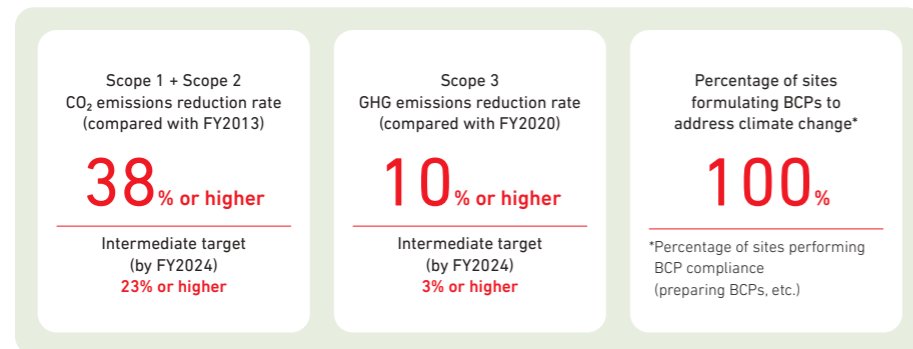 Scope 1 + Scope 2
CO₂ emissions reduction rate
(compared with FY2013)
38% or higher
Intermediate target
(by FY2024)
23% or higher
Scope 3
GHG emissions reduction rate
(compared with FY2020)
10% or higher
Intermediate target
(by FY2024)
3% or higher
Percentage of sites
formulating BCPs to
address climate change*
100%
*Percentage of sites performing
BCP compliance
(preparing BCPs, etc.)